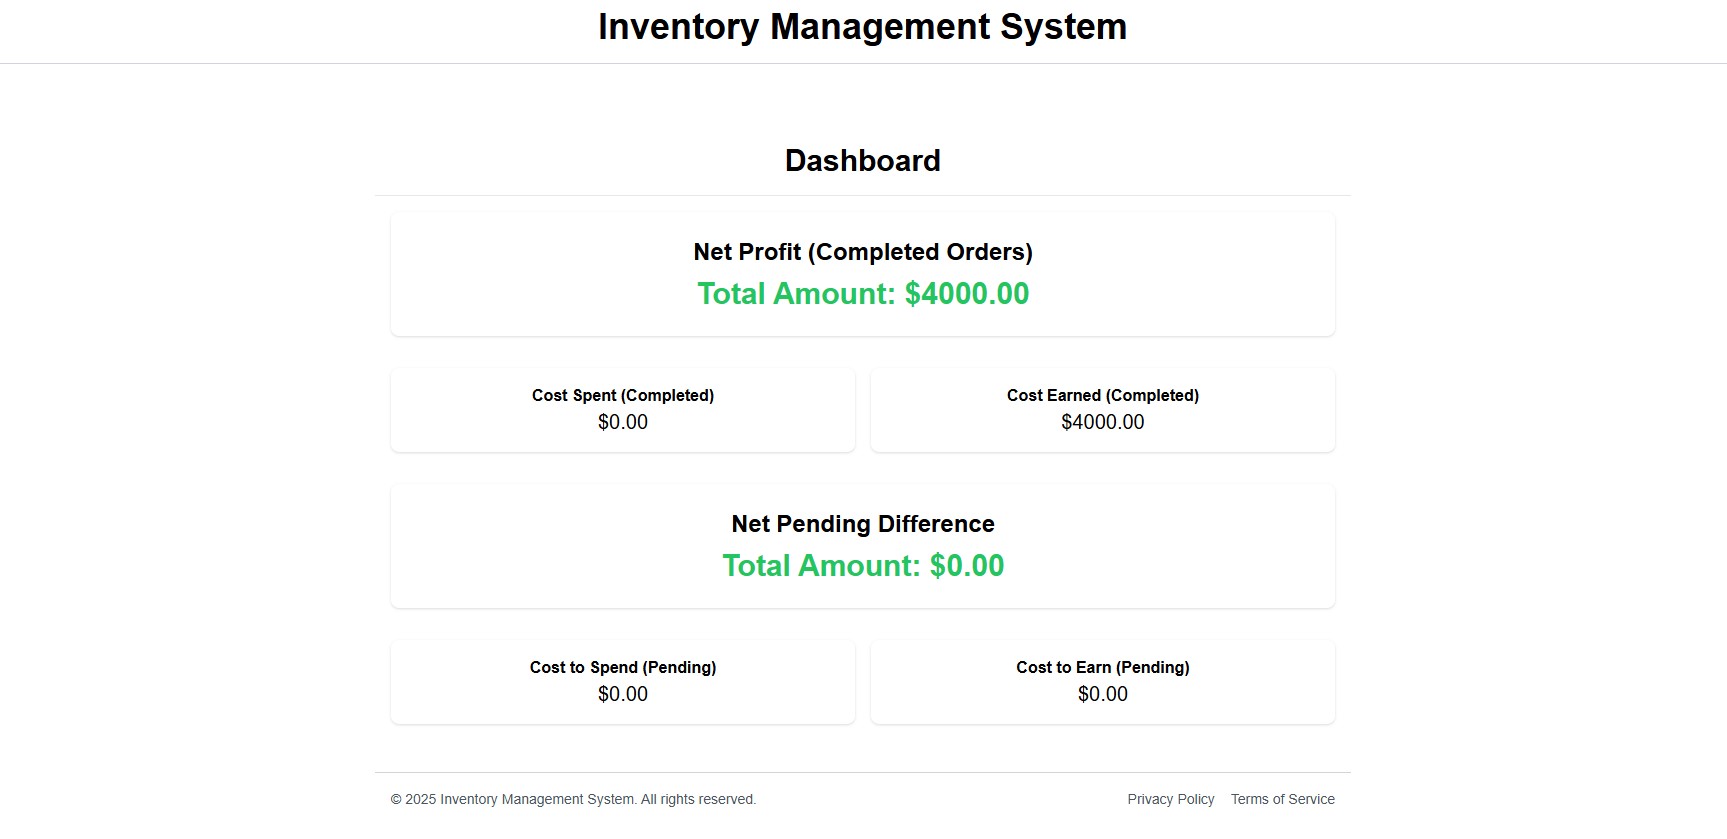 Inventory Management System
Dashboard
Net Profit (Completed Orders)
Total Amount: $4000.00
Cost Spent (Completed)
$0.00
Cost Earned (Completed)
$4000.00
Net Pending Difference
Total Amount: $0.00
Cost to Spend (Pending)
$0.00
Cost to Earn (Pending)
$0.00
© 2025 Inventory Management System. All rights reserved.
Privacy Policy Terms of Service